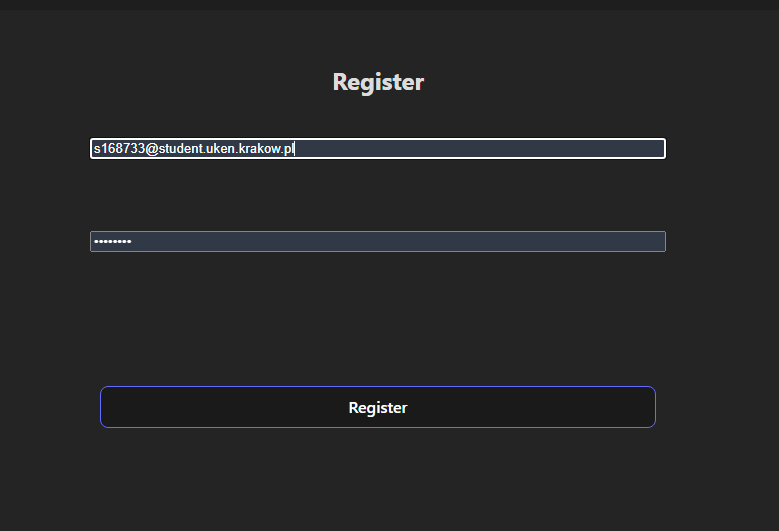 Register
s168733@student.uken.krakow.pl
••••••••
Register